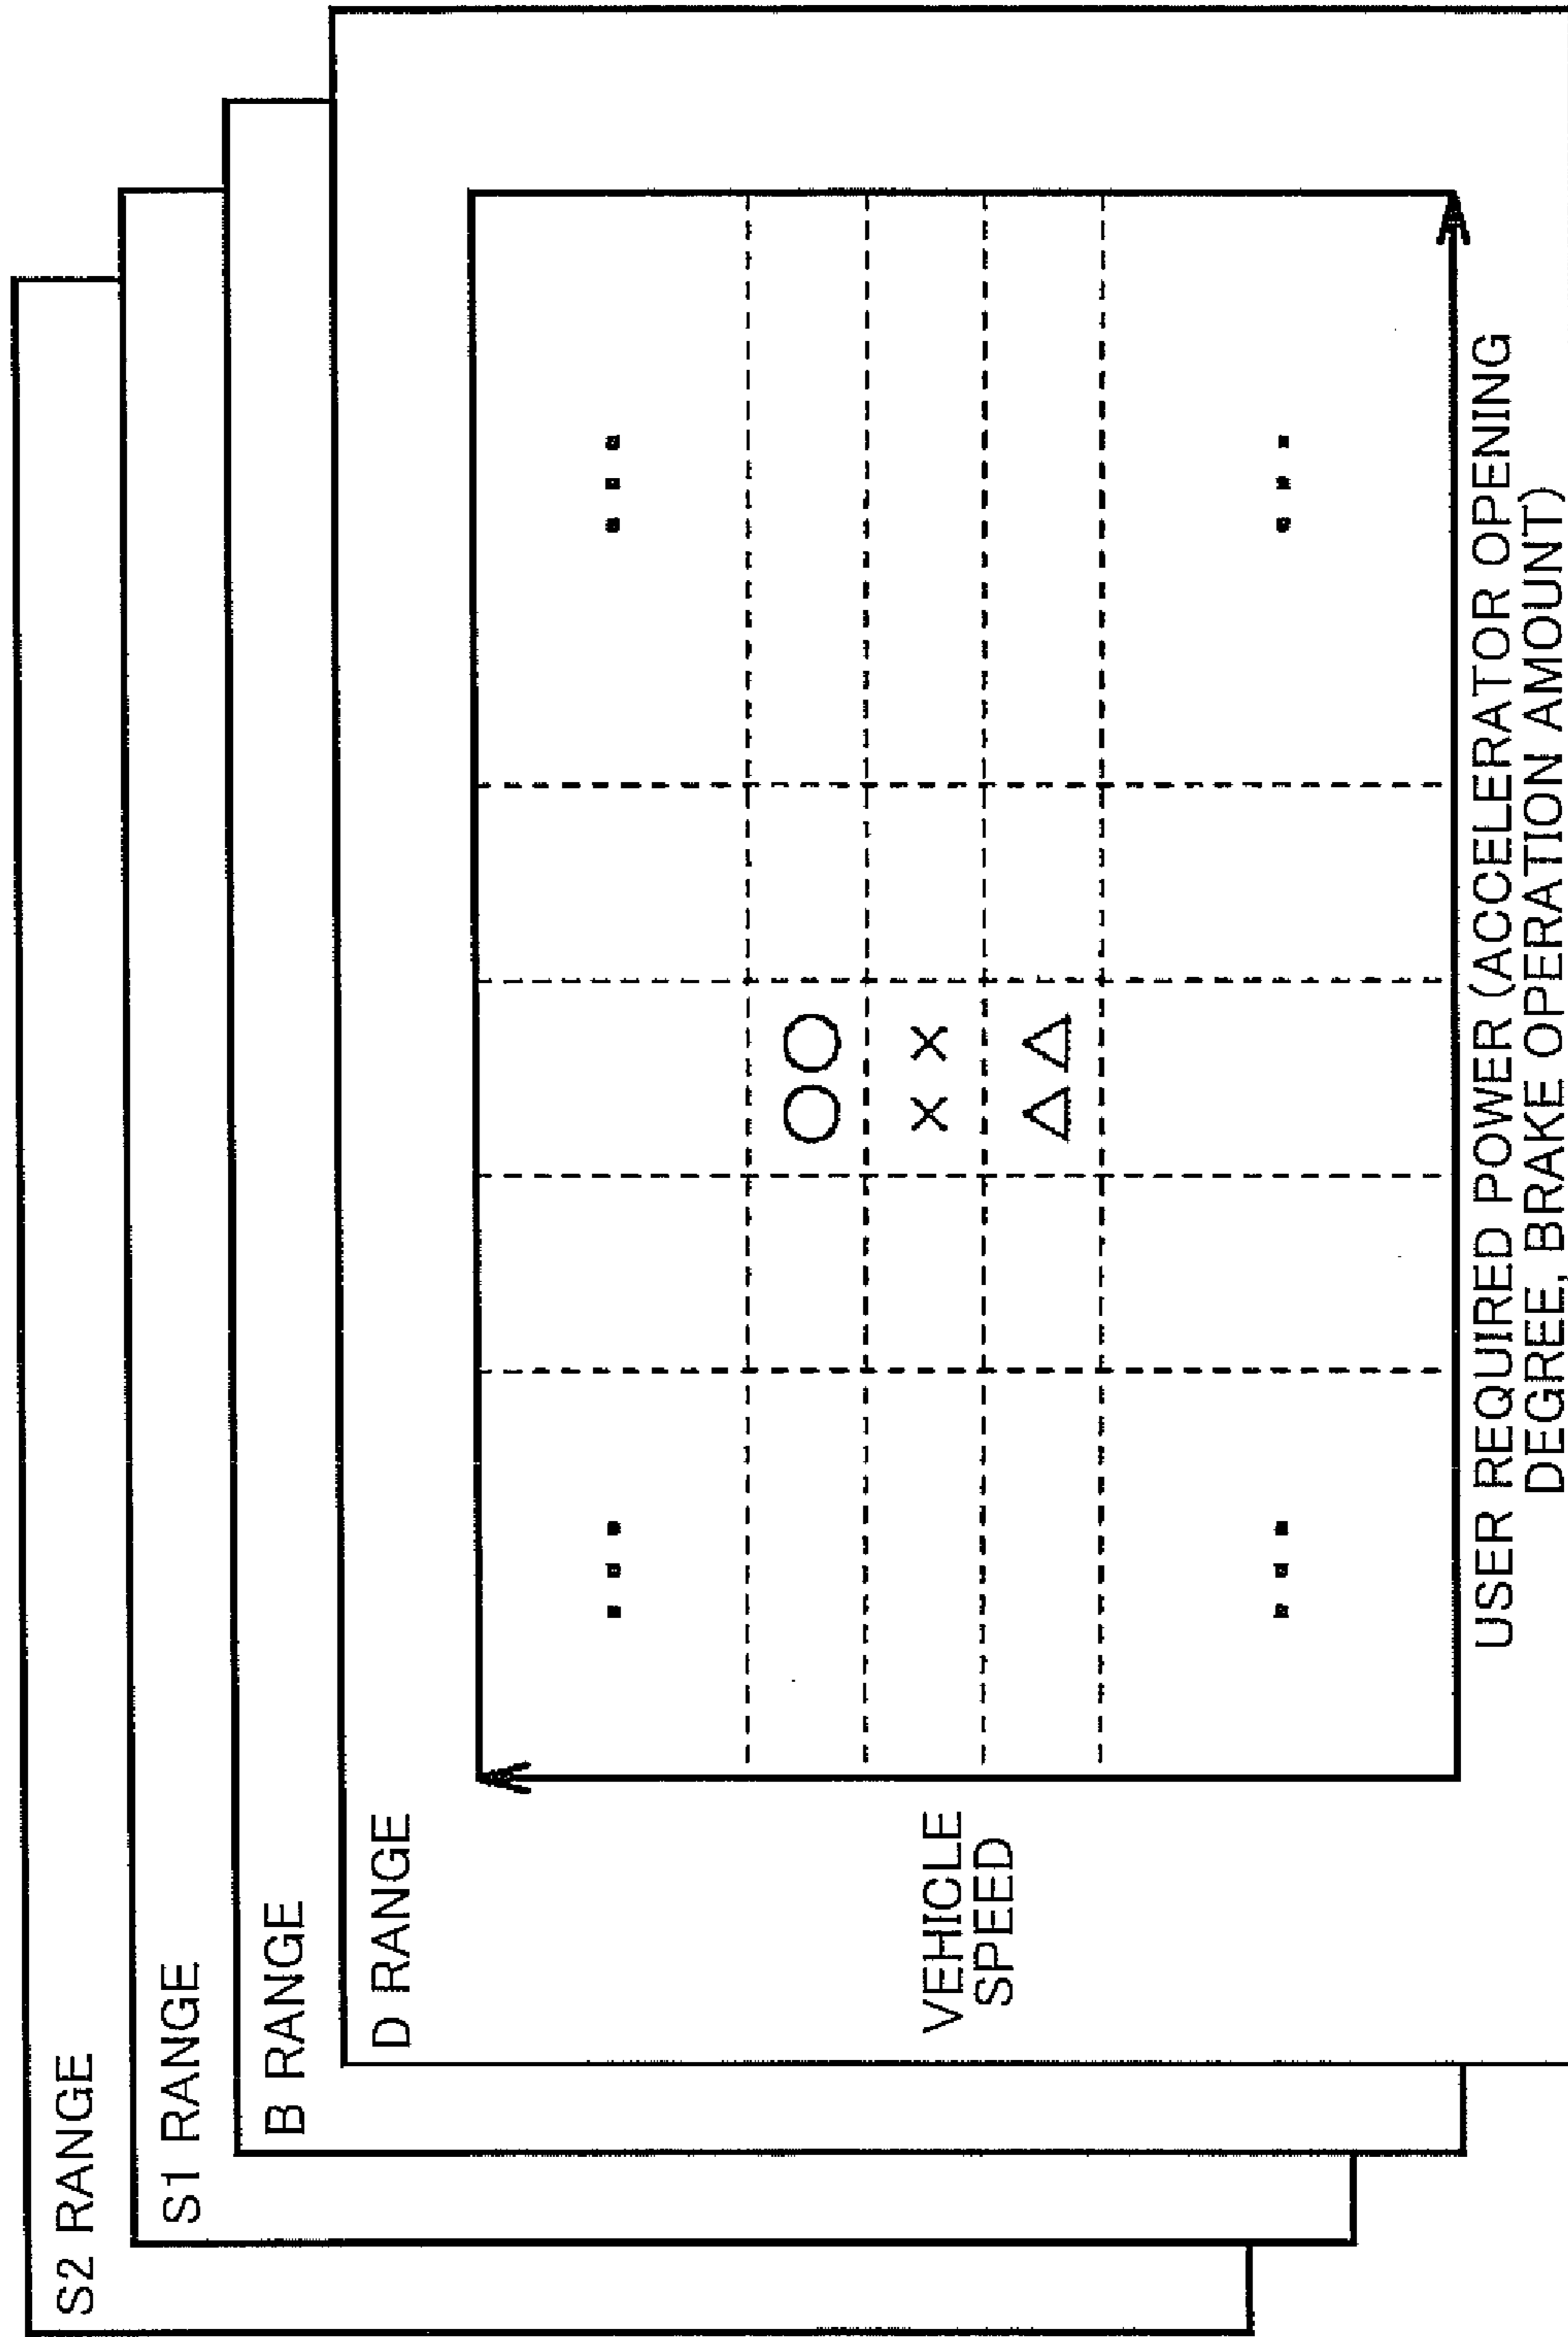 S2 RANGE
S1 RANGE
B RANGE
D RANGE
VEHICLE
SPEED
○○
××
△△
USER REQUIRED POWER (ACCELERATOR OPENING
DEGREE, BRAKE OPERATION AMOUNT)